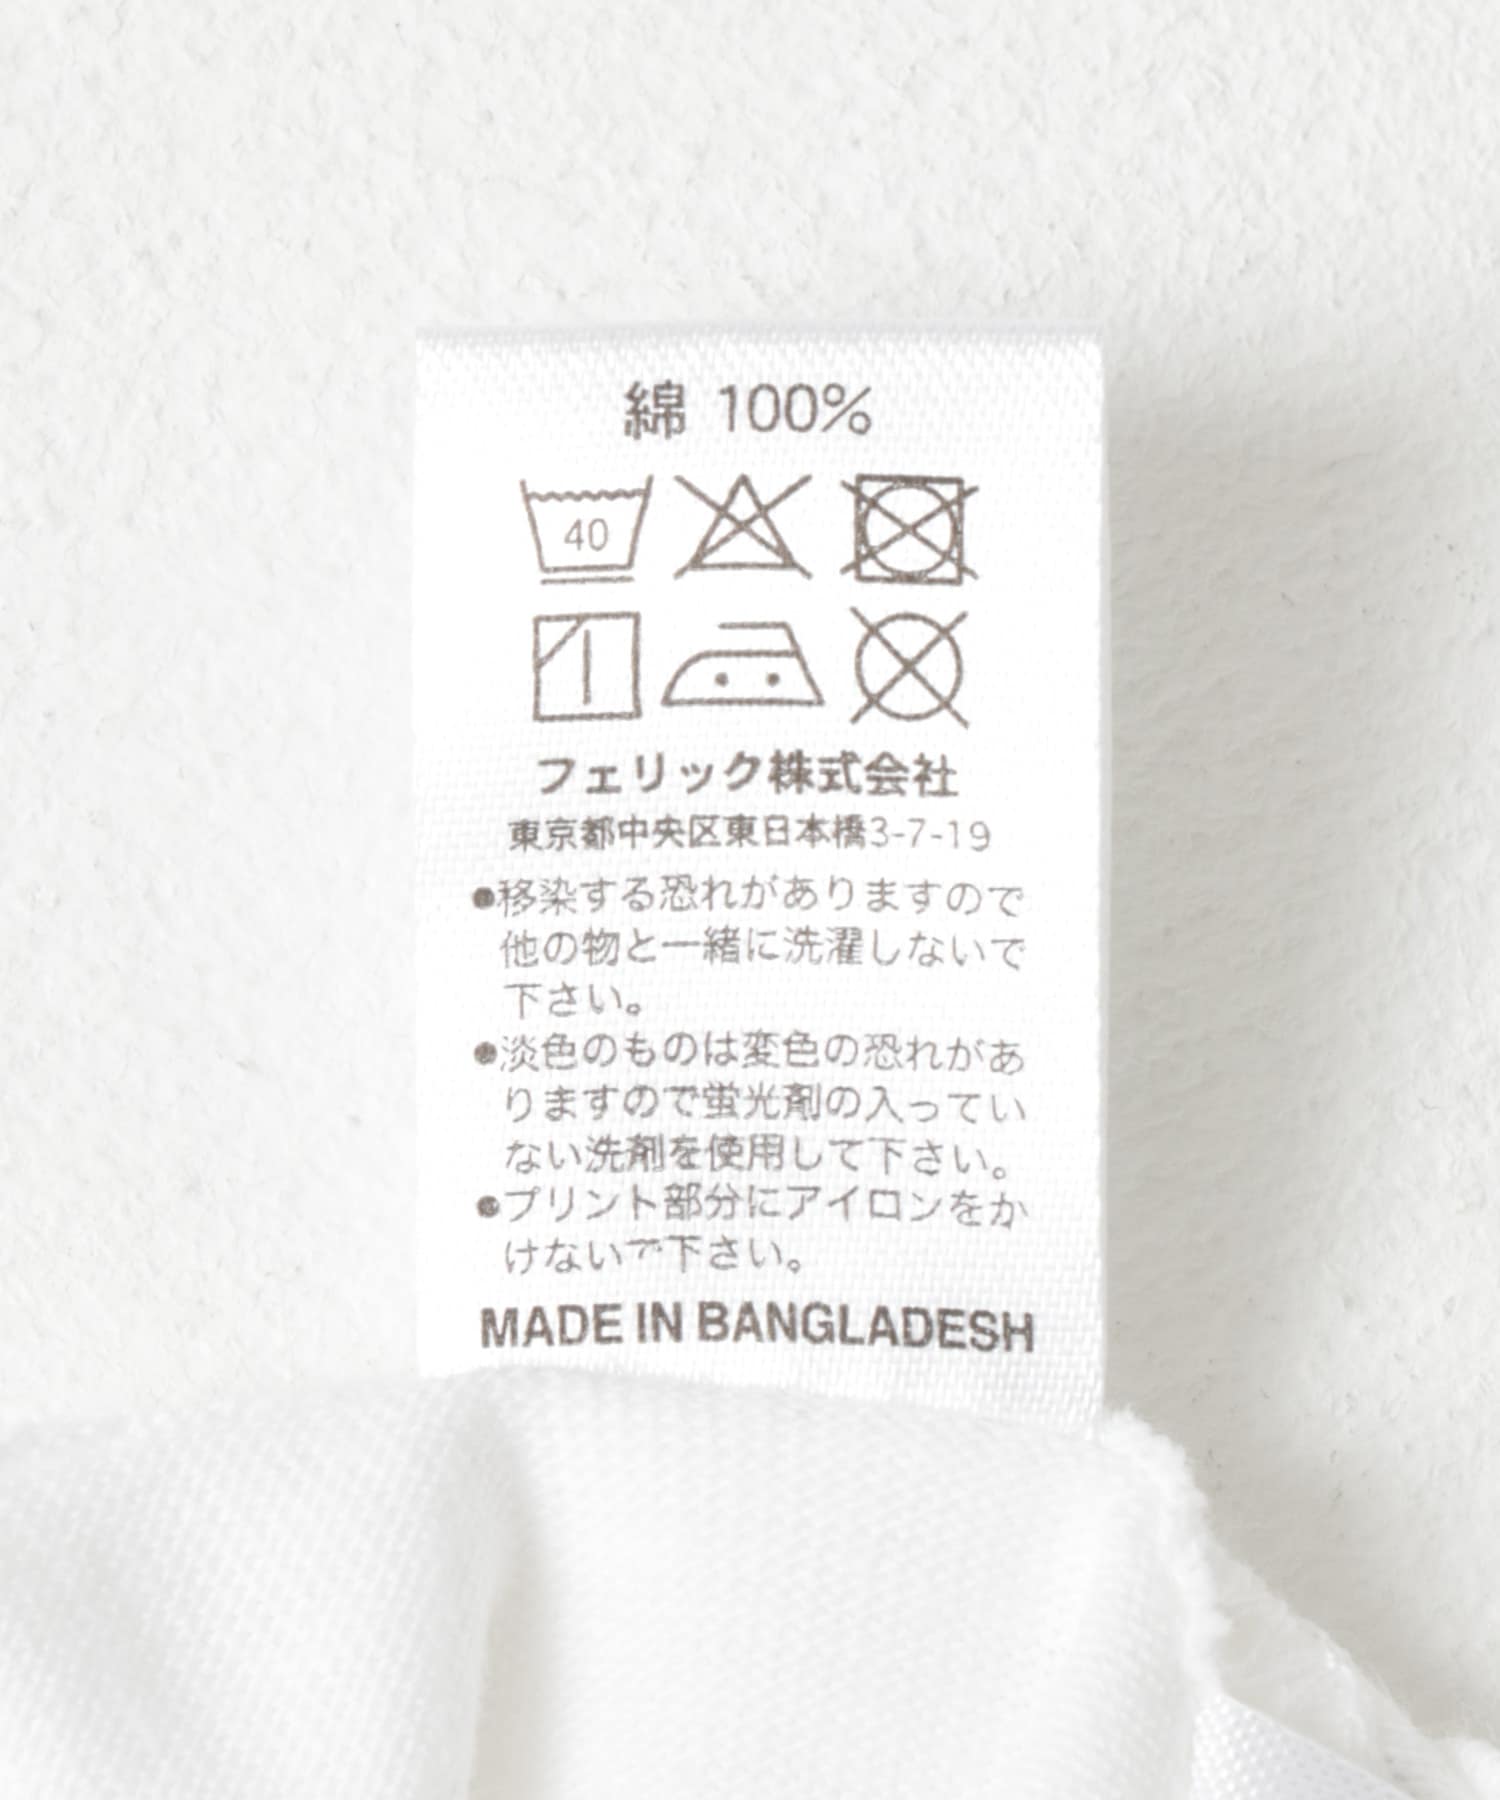 綿 100%
40
フェリック株式会社
東京都中央区東日本橋3-7-19
●移染する恐れがありますので
他の物と一緒に洗濯しないで
下さい。
●淡色のものは変色の恐れがあ
りますので蛍光剤の入ってい
ない洗剤を使用して下さい。
●プリント部分にアイロンをか
けないで下さい。
MADE IN BANGLADESH